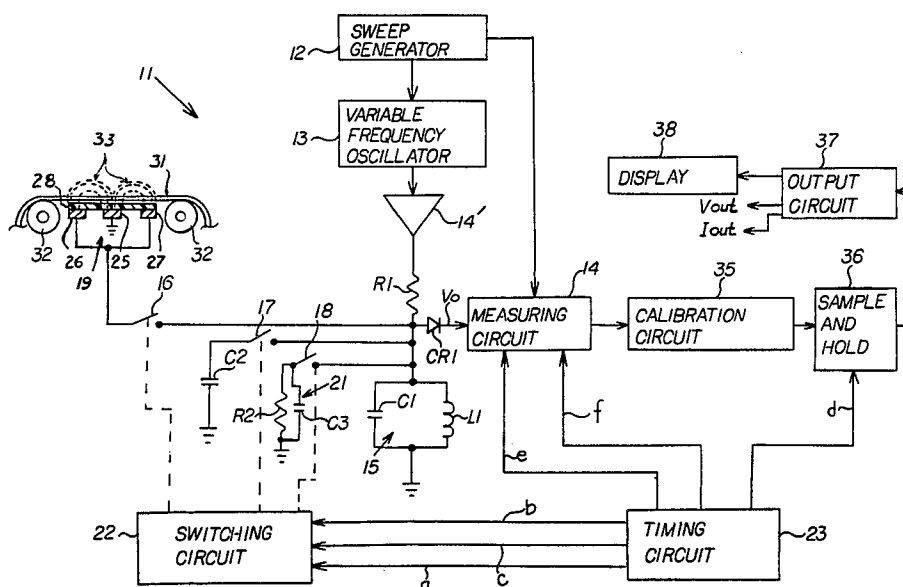 12
SWEEP
GENERATOR
11
13
VARIABLE
FREQUENCY
OSCILLATOR
38
DISPLAY
37
OUTPUT
CIRCUIT
Vout
Iout
33
31
28
32
26
19
25
27
32
14'
R1
16
17
18
Vo
CR1
14
MEASURING
CIRCUIT
35
CALIBRATION
CIRCUIT
36
SAMPLE
AND
HOLD
C2
R2
21
C3
C1
15
L1
e
f
d
22
SWITCHING
CIRCUIT
b
c
a
TIMING
CIRCUIT
23